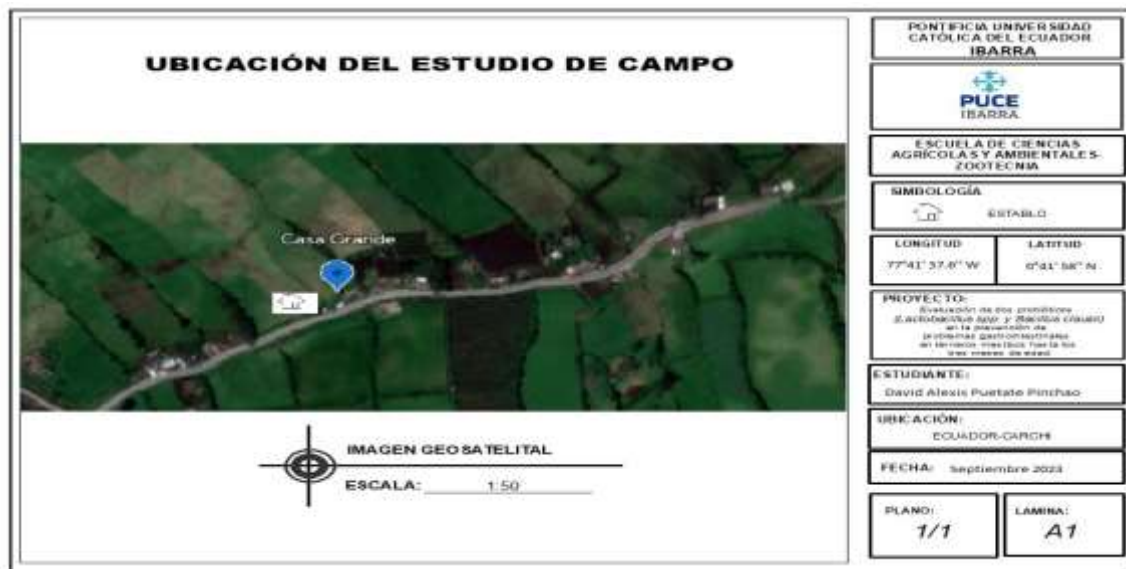 UBICACIÓN DEL ESTUDIO DE CAMPO
Casa Grande
IMAGEN GEOSATELITAL
ESCALA: 1:50
PONTIFICIA UNIVERSIDAD
CATÓLICA DEL ECUADOR
IBARRA
PUCE
IBARRA
ESCUELA DE CIENCIAS
AGRÍCOLAS Y AMBIENTALES-
ZOOTECNIA
SIMBOLOGÍA
ESTABLO
LONGITUD
77°41' 57.6'' W
LATITUD
0°41' 58'' N
PROYECTO:
Evaluación de dos probióticos
(Lactobacillus spp. y Bacillus clausii)
en la prevención de
problemas gastrointestinales
en terneros mestizos hasta los
tres meses de edad
ESTUDIANTE:
David Alexis Puetate Pinchao
UBICACIÓN:
ECUADOR-CARCHI
FECHA: Septiembre 2023
PLANO:
1/1
LAMINA:
A1